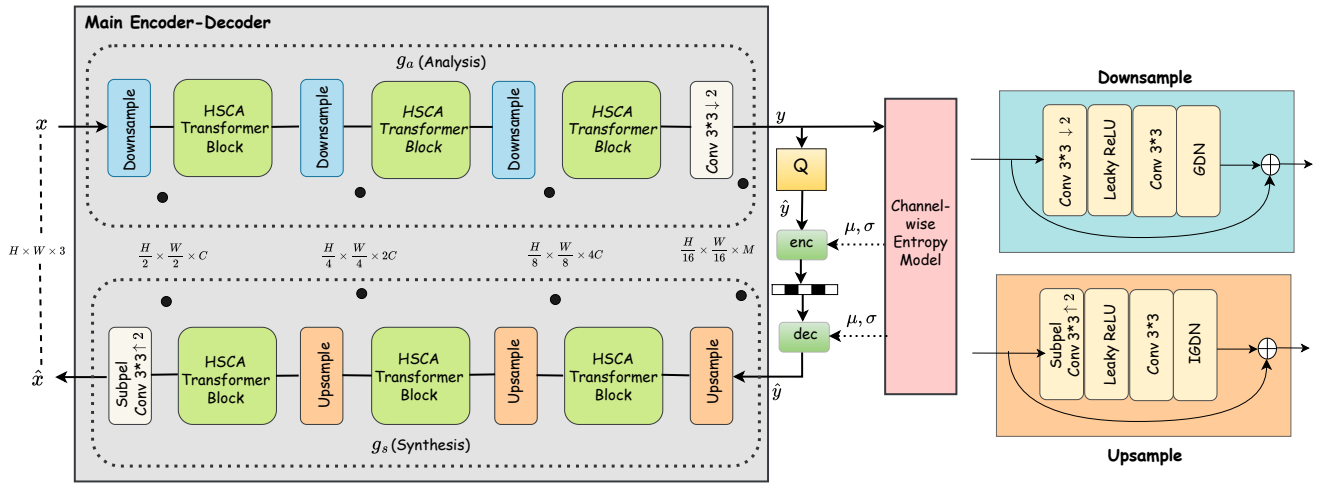 Main Encoder-Decoder
g_a (Analysis)
x
Downsample
HSCA
Transformer
Block
Downsample
HSCA
Transformer
Block
Downsample
HSCA
Transformer
Block
Conv 3*3↓2
y
Q
ŷ
enc
μ, σ
dec
μ, σ
ŷ
Channel-
wise
Entropy
Model
H × W × 3
H/2 × W/2 × C
H/4 × W/4 × 2C
H/8 × W/8 × 4C
H/16 × W/16 × M
x̂
Subpel
Conv 3*3↑2
HSCA
Transformer
Block
Upsample
HSCA
Transformer
Block
Upsample
HSCA
Transformer
Block
Upsample
g_s (Synthesis)
Downsample
Conv 3*3 ↓2
Leaky ReLU
Conv 3*3
GDN
Subpel
Conv 3*3↑2
Leaky ReLU
Conv 3*3
IGDN
Upsample